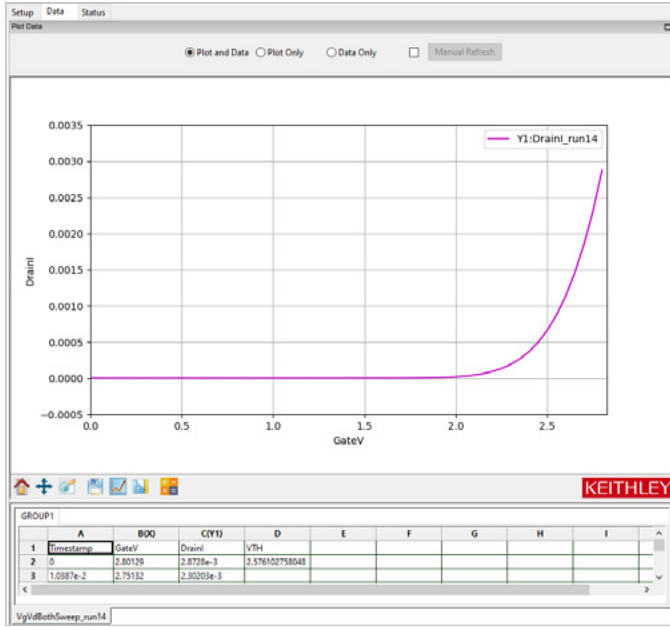 Setup Data Status
Plot Data
Plot and Data Plot Only Data Only Manual Refresh
0.0035
Y1:DrainI_run14
0.0030
0.0025
0.0020
DrainI
0.0015
0.0010
0.0005
0.0000
−0.0005
0.0 0.5 1.0 1.5 2.0 2.5
GateV
KEITHLEY
GROUP1
A B(X) C(Y1) D E F G H I
1 Timestamp GateV DrainI VTH
2 0 2.80129 2.8728e-3 2.576102758048
3 1.0387e-2 2.75132 2.30203e-3
VgVdBothSweep_run14